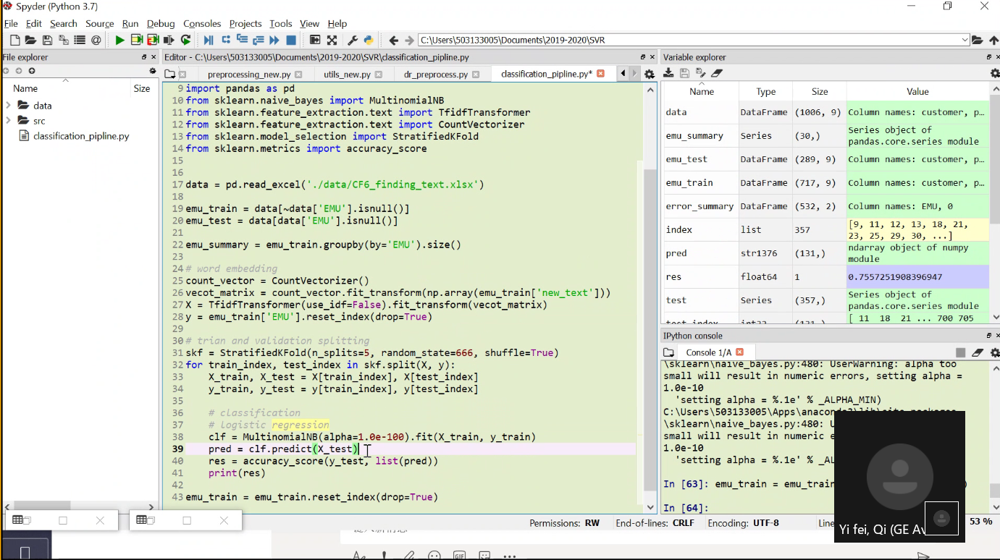 Spyder (Python 3.7)
File Edit Search Source Run Debug Consoles Projects Tools View Help
C:\Users\503133005\Documents\2019-2020\SVR
File explorer
Name Size
data
src
classification_pipline.py
Editor - C:\Users\503133005\Documents\2019-2020\SVR\classification_pipline.py
preprocessing_new.py utils_new.py dr_preprocess.py classification_pipline.py*
9 import pandas as pd
10 from sklearn.naive_bayes import MultinomialNB
11 from sklearn.feature_extraction.text import TfidfTransformer
12 from sklearn.feature_extraction.text import CountVectorizer
13 from sklearn.model_selection import StratifiedKFold
14 from sklearn.metrics import accuracy_score
15
16
17 data = pd.read_excel('./data/CF6_finding_text.xlsx')
18
19 emu_train = data[~data['EMU'].isnull()]
20 emu_test = data[data['EMU'].isnull()]
21
22 emu_summary = emu_train.groupby(by='EMU').size()
23
24 # word embedding
25 count_vector = CountVectorizer()
26 vecot_matrix = count_vector.fit_transform(np.array(emu_train['new_text']))
27 X = TfidfTransformer(use_idf=False).fit_transform(vecot_matrix)
28 y = emu_train['EMU'].reset_index(drop=True)
29
30 # trian and validation splitting
31 skf = StratifiedKFold(n_splits=5, random_state=666, shuffle=True)
32 for train_index, test_index in skf.split(X, y):
33 X_train, X_test = X[train_index], X[test_index]
34 y_train, y_test = y[train_index], y[test_index]
35
36 # classification
37 # logistic regression
38 clf = MultinomialNB(alpha=1.0e-100).fit(X_train, y_train)
39 pred = clf.predict(X_test)
40 res = accuracy_score(y_test, list(pred))
41 print(res)
42
43 emu_train = emu_train.reset_index(drop=True)
Variable explorer
Name Type Size Value
data DataFrame (1006, 9) Column names: customer, p...
emu_summary Series (30,) Series object of
pandas.core.series module
emu_test DataFrame (289, 9) Column names: customer, p...
emu_train DataFrame (717, 9) Column names: customer, p...
error_summary DataFrame (532, 2) Column names: EMU, 0
index list 357 [9, 11, 12, 13, 18, 21,
23, 25, 29, 30, ...]
pred str1376 (131,) ndarray object of numpy
module
res float64 1 0.7557251908396947
test Series (357,) Series object of
pandas.core.series module
test_index int32 (131,) [ 11 18 21 ... 700 705
IPython console
Console 1/A
\sklearn\naive_bayes.py:480: UserWarning: alpha too
small will result in numeric errors, setting alpha =
1.0e-10
'setting alpha = %.1e' % _ALPHA_MIN)
C:\Users\503133005\Apps\anaconda3\lib\site-packages
\sklearn\naive_bayes.py:480: U
small will result in numeric e
1.0e-10
'setting alpha = %.1e' % _A
In [63]: emu_train = emu_train
In [64]:
Yi fei, Qi (GE Av
Permissions: RW End-of-lines: CRLF Encoding: UTF-8 Line 53 %